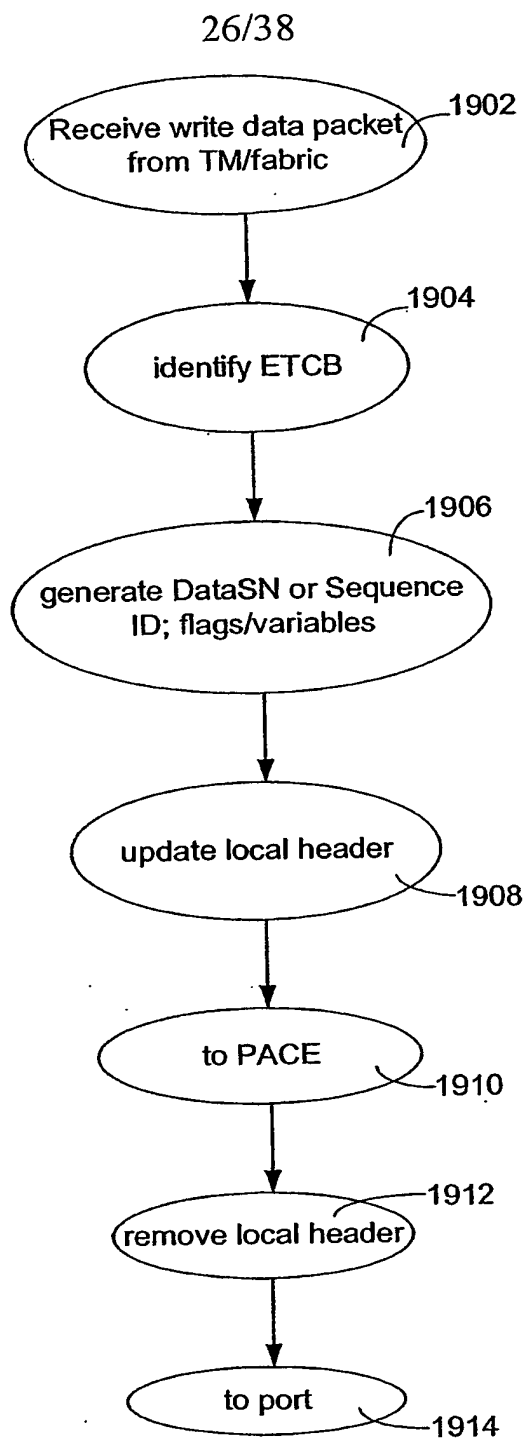 26/38
Receive write data packet
from TM/fabric
1902
identify ETCB
1904
generate DataSN or Sequence
ID; flags/variables
1906
update local header
1908
to PACE
1910
remove local header
1912
to port
1914